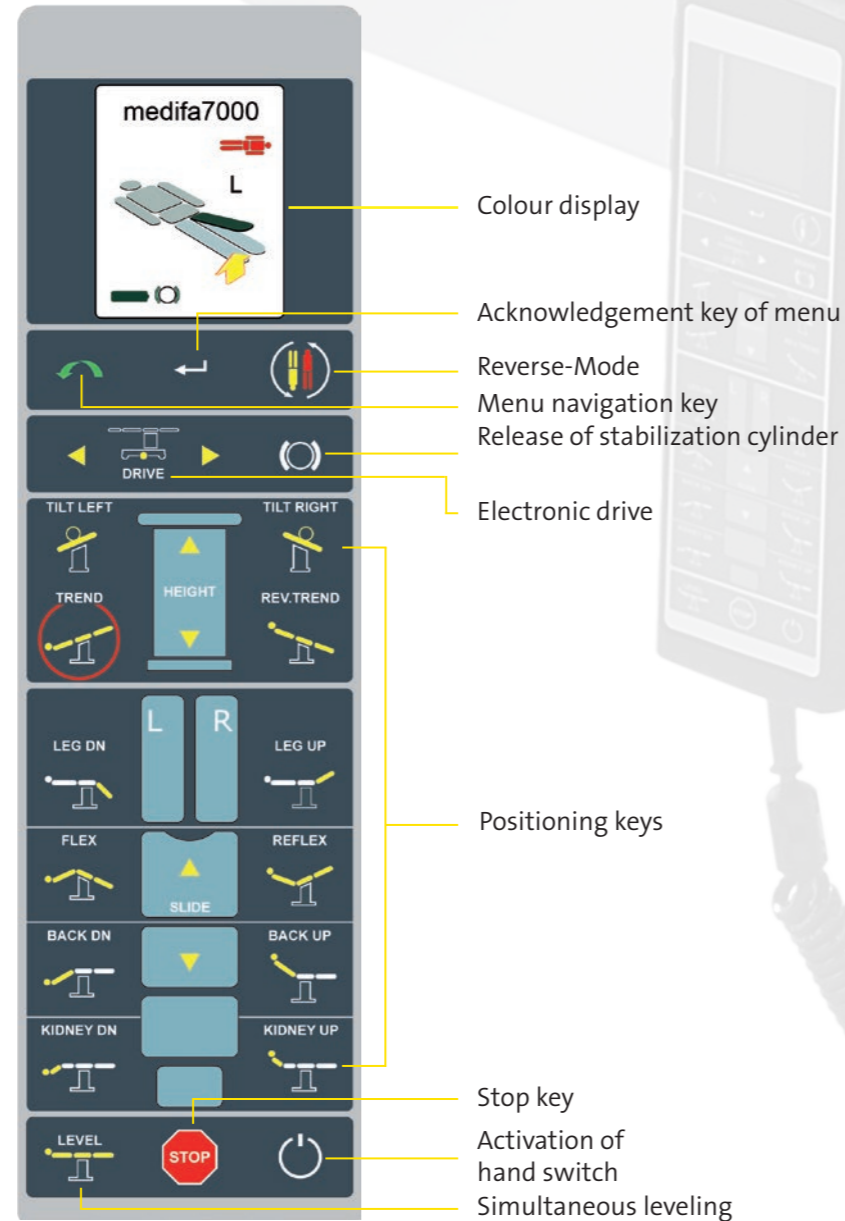 medifa7000
L
Colour display
Acknowledgement key of menu
Reverse-Mode
Menu navigation key
Release of stabilization cylinder
DRIVE
Electronic drive
TILT LEFT
TILT RIGHT
HEIGHT
TREND
REV.TREND
L R
LEG DN
LEG UP
Positioning keys
FLEX
REFLEX
SLIDE
BACK DN
BACK UP
KIDNEY DN
KIDNEY UP
Stop key
LEVEL
STOP
Activation of
hand switch
Simultaneous leveling